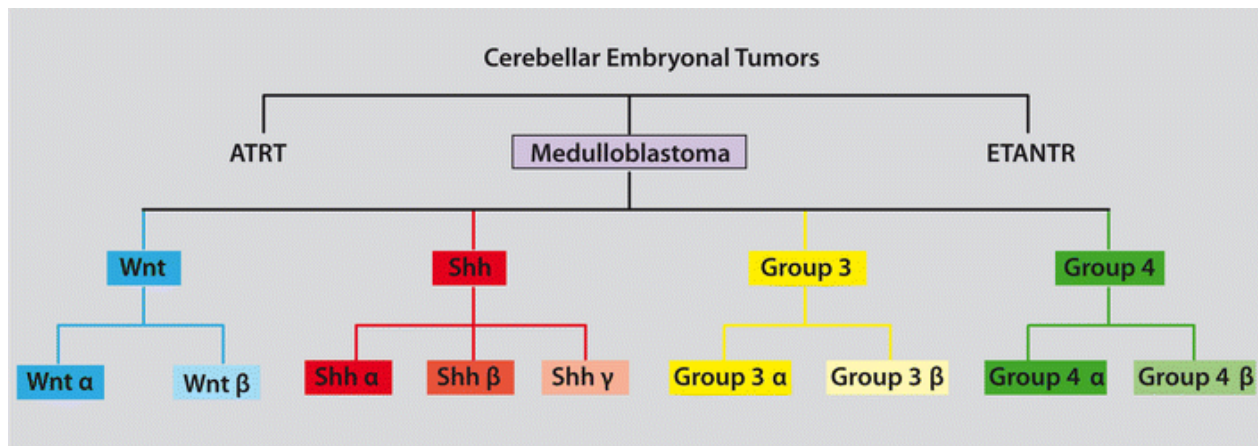 Cerebellar Embryonal Tumors
ATRT
Medulloblastoma
ETANTR
Wnt
Shh
Group 3
Group 4
Wnt α
Wnt β
Shh α
Shh β
Shh γ
Group 3 α
Group 3 β
Group 4 α
Group 4 β